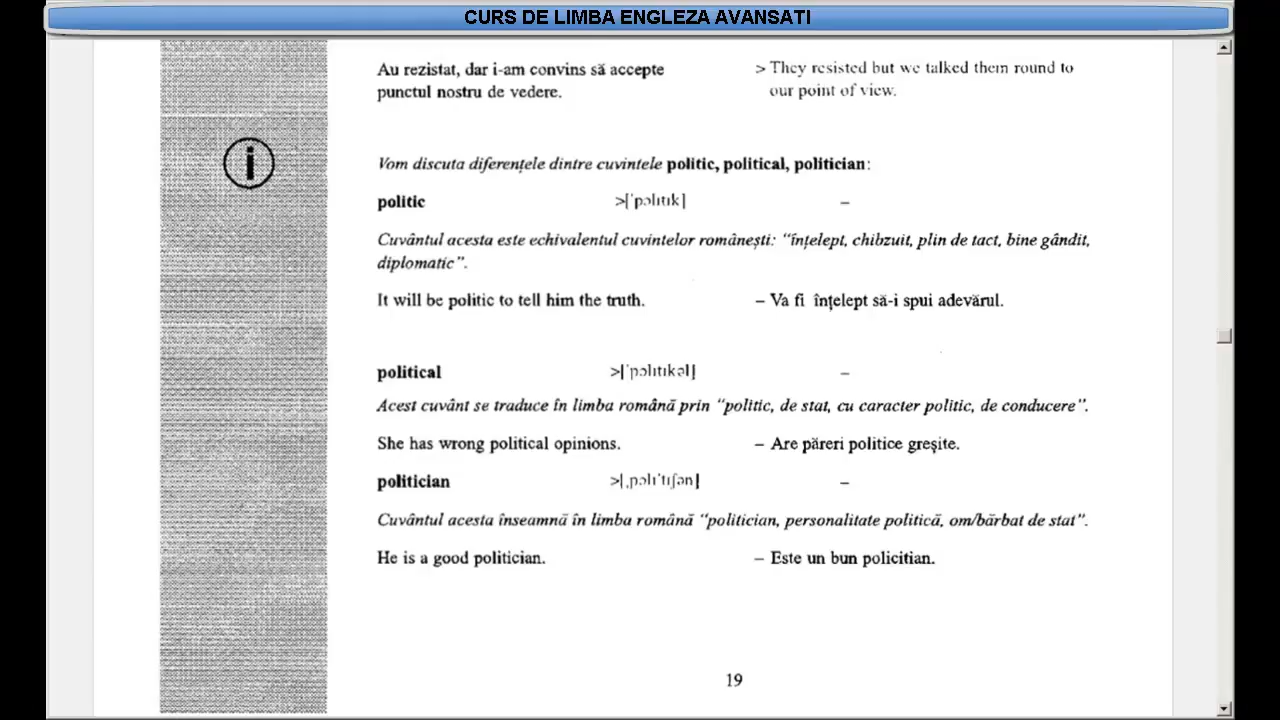 CURS DE LIMBA ENGLEZA AVANSATI
Au rezistat, dar i-am convins să accepte
punctul nostru de vedere.
> They resisted but we talked them round to
our point of view.
i
Vom discuta diferențele dintre cuvintele politic, political, politician:
politic >[ˈpɔlıtık] –
Cuvântul acesta este echivalentul cuvintelor românești: “înțelept, chibzuit, plin de tact, bine gândit,
diplomatic”.
It will be politic to tell him the truth. – Va fi înțelept să-i spui adevărul.
political >[ˈpɔlıtıkəl] –
Acest cuvânt se traduce în limba română prin “politic, de stat, cu caracter politic, de conducere”.
She has wrong political opinions. – Are păreri politice greșite.
politician >[ˌpɔlıˈtıʃən] –
Cuvântul acesta înseamnă în limba română “politician, personalitate politică, om/bărbat de stat”.
He is a good politician. – Este un bun policitian.
19